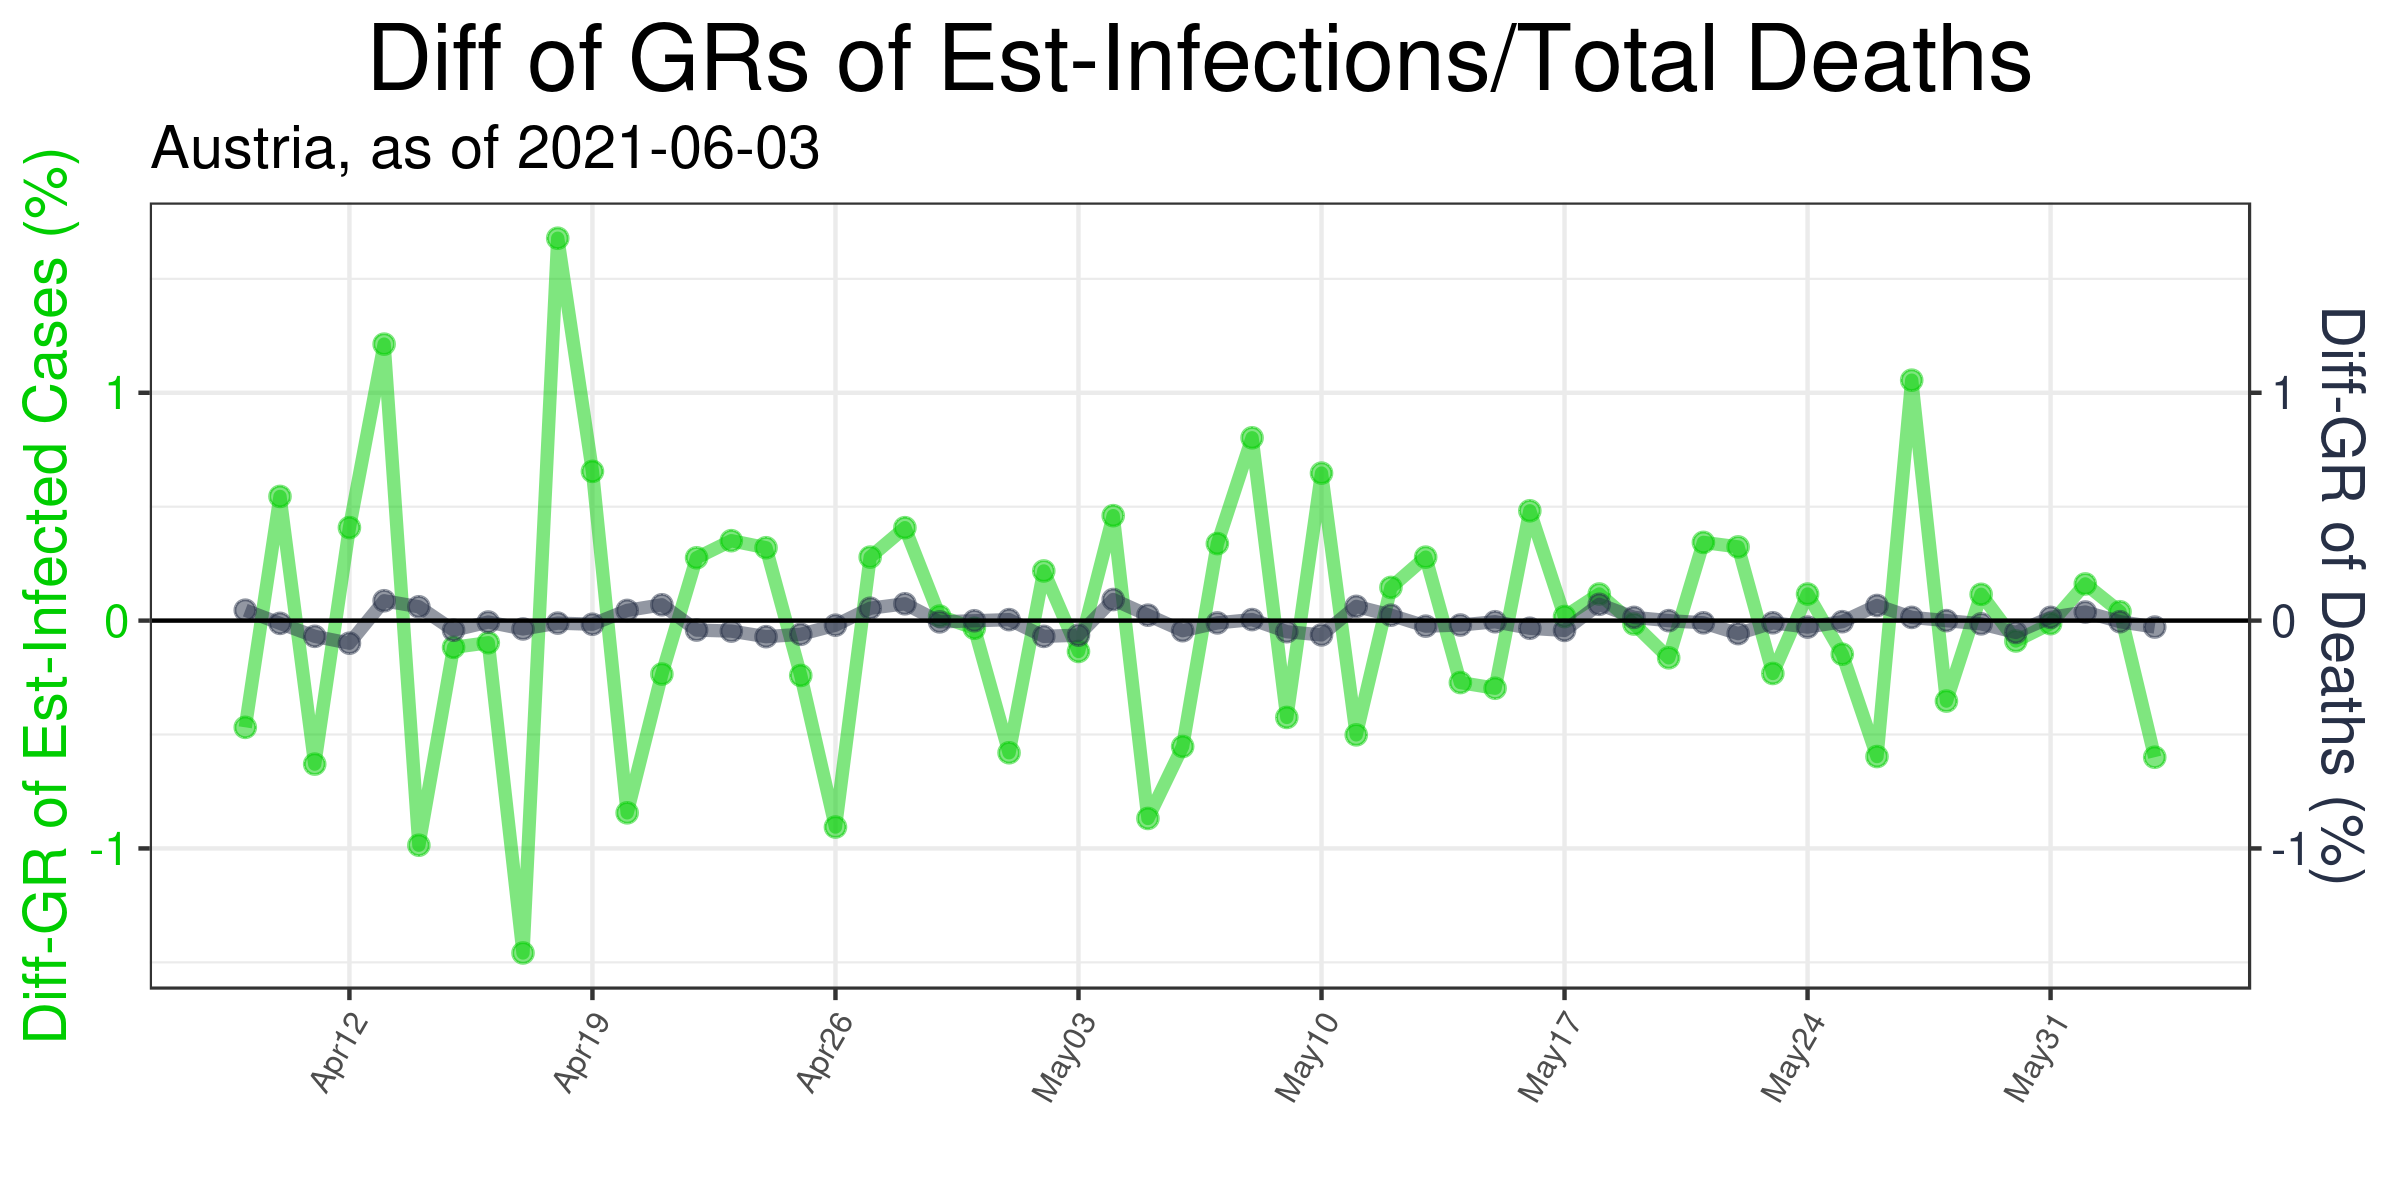 Diff of GRs of Est-Infections/Total Deaths
Austria, as of 2021-06-03
Diff-GR of Est-Infected Cases (%)
1
0
-1
1
0
-1
Diff-GR of Deaths (%)
Apr12
Apr19
Apr26
May03
May10
May17
May24
May31